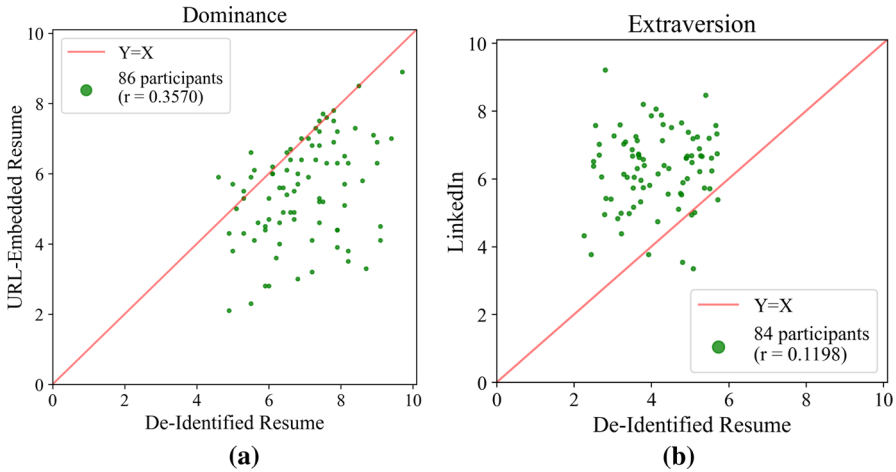 Dominance
Y=X
86 participants
(r = 0.3570)
URL-Embedded Resume
10
8
6
4
2
0
0 2 4 6 8 10
De-Identified Resume
(a)
Extraversion
LinkedIn
10
8
6
4
2
0
Y=X
84 participants
(r = 0.1198)
0 2 4 6 8 10
De-Identified Resume
(b)